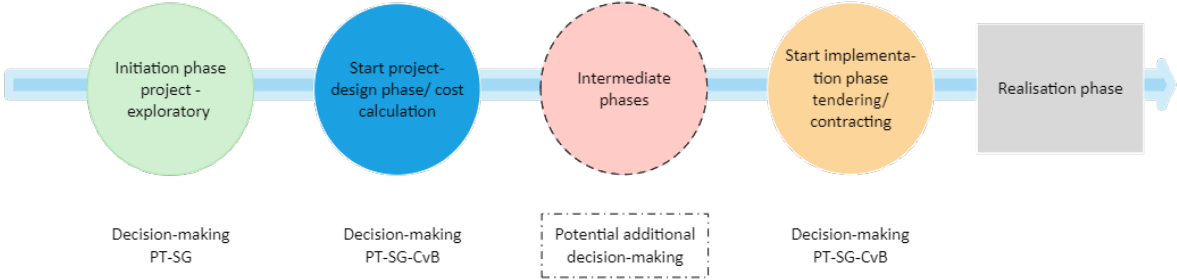 Initiation phase
project -
exploratory
Start project-
design phase/ cost
calculation
Intermediate
phases
Start implementa-
tion phase
tendering/
contracting
Realisation phase
Decision-making
PT-SG
Decision-making
PT-SG-CvB
Potential additional
decision-making
Decision-making
PT-SG-CvB